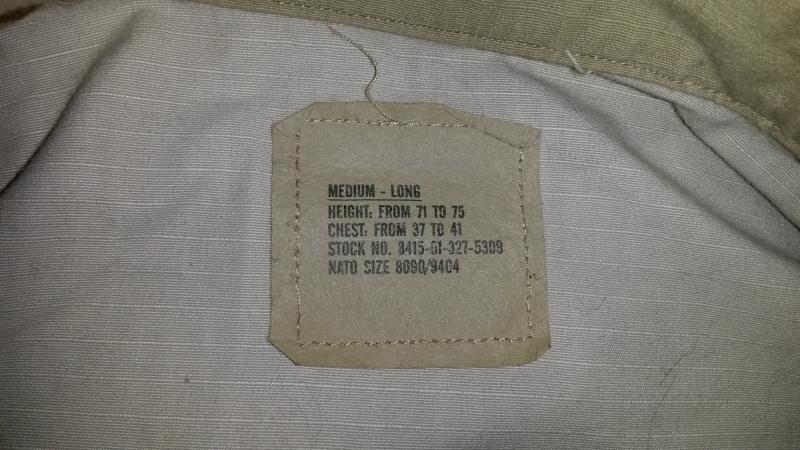 MEDIUM - LONG
HEIGHT: FROM 71 TO 75
CHEST: FROM 37 TO 41
STOCK NO. 8415-01-327-5309
NATO SIZE 8090/9404